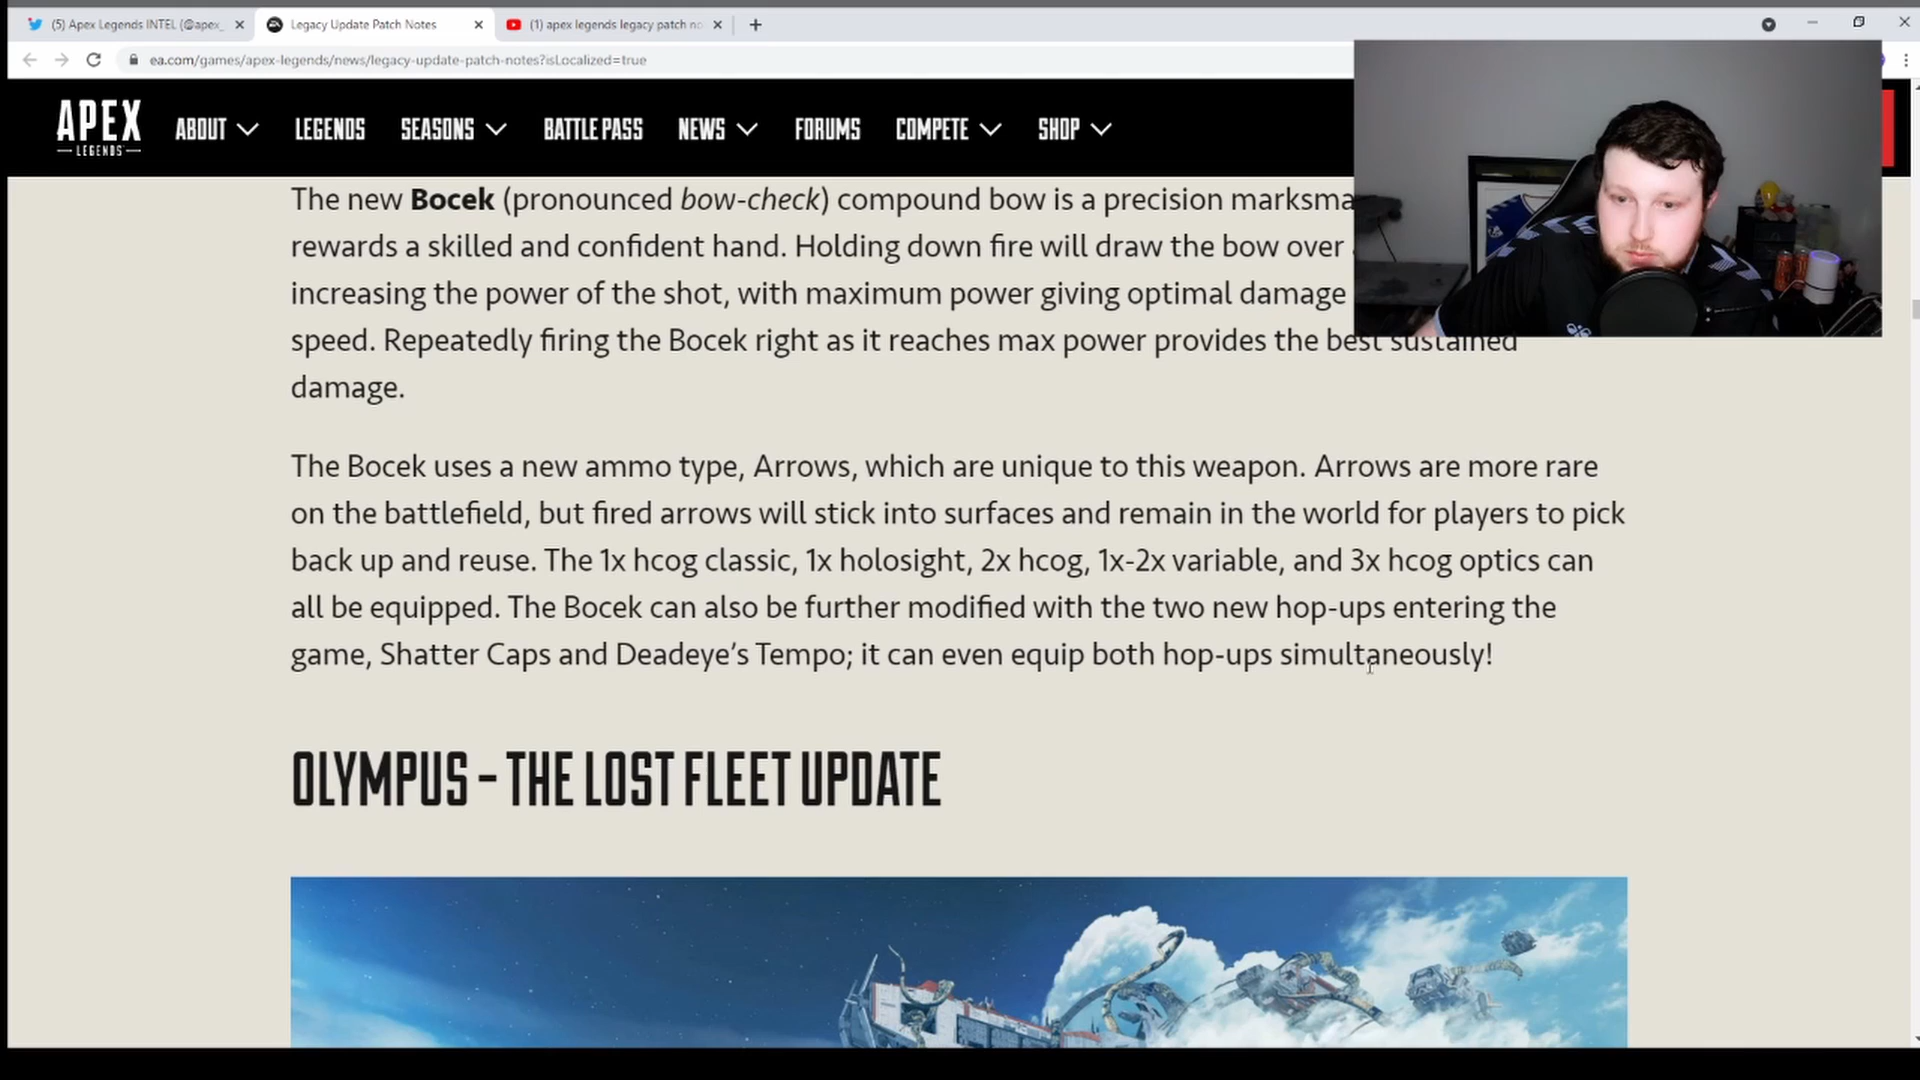 (5) Apex Legends INTEL (@apex_
Legacy Update Patch Notes
(1) apex legends legacy patch no
ea.com/games/apex-legends/news/legacy-update-patch-notes?isLocalized=true
APEX
LEGENDS
ABOUT
LEGENDS
SEASONS
BATTLE PASS
NEWS
FORUMS
COMPETE
SHOP
The new Bocek (pronounced bow-check) compound bow is a precision marksma
rewards a skilled and confident hand. Holding down fire will draw the bow over
increasing the power of the shot, with maximum power giving optimal damage
speed. Repeatedly firing the Bocek right as it reaches max power provides the best sustained
damage.
The Bocek uses a new ammo type, Arrows, which are unique to this weapon. Arrows are more rare
on the battlefield, but fired arrows will stick into surfaces and remain in the world for players to pick
back up and reuse. The 1x hcog classic, 1x holosight, 2x hcog, 1x-2x variable, and 3x hcog optics can
all be equipped. The Bocek can also be further modified with the two new hop-ups entering the
game, Shatter Caps and Deadeye’s Tempo; it can even equip both hop-ups simultaneously!
OLYMPUS – THE LOST FLEET UPDATE